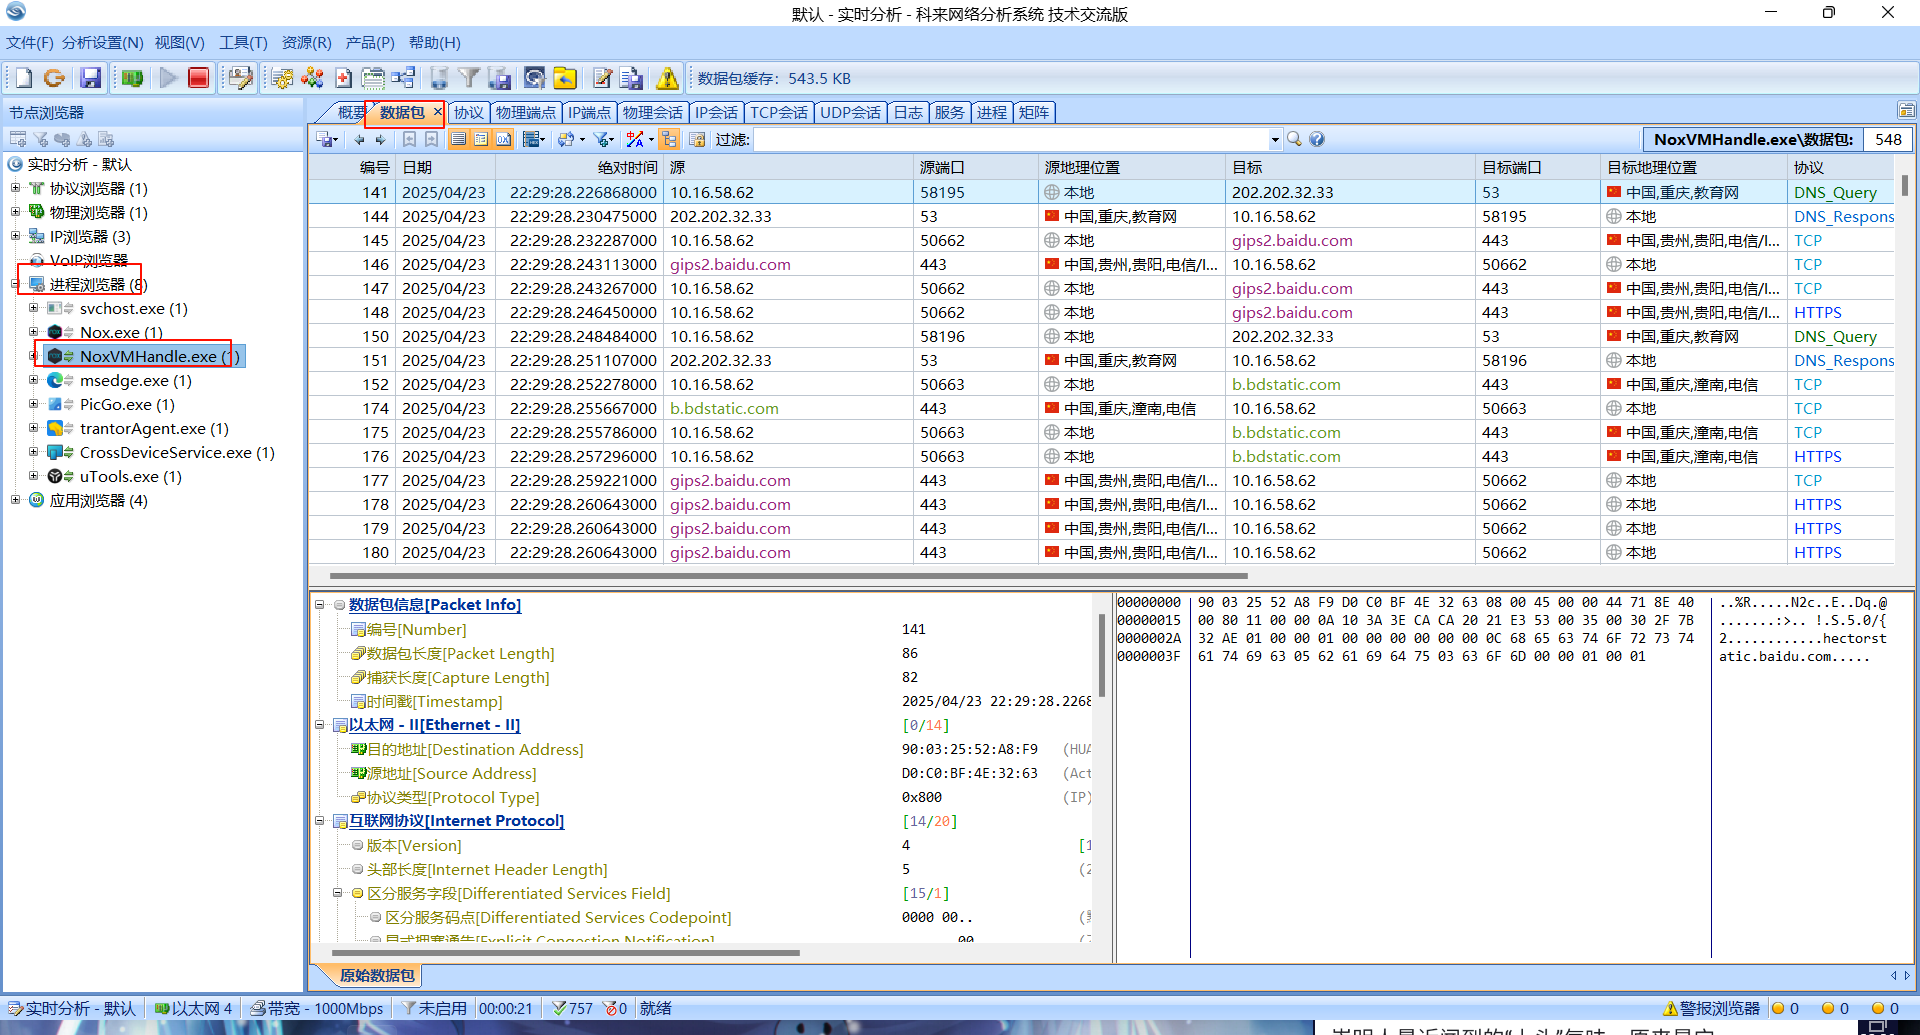 默认 - 实时分析 - 科来网络分析系统 技术交流版
文件(F) 分析设置(N) 视图(V) 工具(T) 资源(R) 产品(P) 帮助(H)
数据包缓存: 543.5 KB
节点浏览器
实时分析 - 默认
协议浏览器 (1)
物理浏览器 (1)
IP浏览器 (3)
VoIP浏览器
进程浏览器 (8)
svchost.exe (1)
Nox.exe (1)
NoxVMHandle.exe (1)
msedge.exe (1)
PicGo.exe (1)
trantorAgent.exe (1)
CrossDeviceService.exe (1)
uTools.exe (1)
应用浏览器 (4)
概要 数据包 协议 物理端点 IP端点 物理会话 IP会话 TCP会话 UDP会话 日志 服务 进程 矩阵
过滤: NoxVMHandle.exe\数据包: 548
编号 日期 绝对时间 源 源端口 源地理位置 目标 目标端口 目标地理位置 协议
141 2025/04/23 22:29:28.226868000 10.16.58.62 58195 本地 202.202.32.33 53 中国,重庆,教育网 DNS_Query
144 2025/04/23 22:29:28.230475000 202.202.32.33 53 中国,重庆,教育网 10.16.58.62 58195 本地 DNS_Respons
145 2025/04/23 22:29:28.232287000 10.16.58.62 50662 本地 gips2.baidu.com 443 中国,贵州,贵阳,电信/I... TCP
146 2025/04/23 22:29:28.243113000 gips2.baidu.com 443 中国,贵州,贵阳,电信/I... 10.16.58.62 50662 本地 TCP
147 2025/04/23 22:29:28.243267000 10.16.58.62 50662 本地 gips2.baidu.com 443 中国,贵州,贵阳,电信/I... TCP
148 2025/04/23 22:29:28.246450000 10.16.58.62 50662 本地 gips2.baidu.com 443 中国,贵州,贵阳,电信/I... HTTPS
150 2025/04/23 22:29:28.248484000 10.16.58.62 58196 本地 202.202.32.33 53 中国,重庆,教育网 DNS_Query
151 2025/04/23 22:29:28.251107000 202.202.32.33 53 中国,重庆,教育网 10.16.58.62 58196 本地 DNS_Respons
152 2025/04/23 22:29:28.252278000 10.16.58.62 50663 本地 b.bdstatic.com 443 中国,重庆,潼南,电信 TCP
174 2025/04/23 22:29:28.255667000 b.bdstatic.com 443 中国,重庆,潼南,电信 10.16.58.62 50663 本地 TCP
175 2025/04/23 22:29:28.255786000 10.16.58.62 50663 本地 b.bdstatic.com 443 中国,重庆,潼南,电信 TCP
176 2025/04/23 22:29:28.257296000 10.16.58.62 50663 本地 b.bdstatic.com 443 中国,重庆,潼南,电信 HTTPS
177 2025/04/23 22:29:28.259221000 gips2.baidu.com 443 中国,贵州,贵阳,电信/I... 10.16.58.62 50662 本地 TCP
178 2025/04/23 22:29:28.260643000 gips2.baidu.com 443 中国,贵州,贵阳,电信/I... 10.16.58.62 50662 本地 HTTPS
179 2025/04/23 22:29:28.260643000 gips2.baidu.com 443 中国,贵州,贵阳,电信/I... 10.16.58.62 50662 本地 HTTPS
180 2025/04/23 22:29:28.260643000 gips2.baidu.com 443 中国,贵州,贵阳,电信/I... 10.16.58.62 50662 本地 HTTPS
数据包信息[Packet Info]
编号[Number] 141
数据包长度[Packet Length] 86
捕获长度[Capture Length] 82
时间戳[Timestamp] 2025/04/23 22:29:28.2268
以太网 - II[Ethernet - II] [0/14]
目的地址[Destination Address] 90:03:25:52:A8:F9 (HUA
源地址[Source Address] D0:C0:BF:4E:32:63 (Act
协议类型[Protocol Type] 0x800 (IP)
互联网协议[Internet Protocol] [14/20]
版本[Version] 4 [1
头部长度[Internet Header Length] 5 (2
区分服务字段[Differentiated Services Field] [15/1]
区分服务码点[Differentiated Services Codepoint] 0000 00..
显式拥塞通告[Explicit Congestion Notification] 00
00000000 90 03 25 52 A8 F9 D0 C0 BF 4E 32 63 08 00 45 00 00 44 71 8E 40 ..%R.....N2c..E..Dq.@
00000015 00 80 11 00 00 0A 10 3A 3E CA CA 20 21 E3 53 00 35 00 30 2F 7B .......:>.. !.S.5.0/{
0000002A 32 AE 01 00 00 01 00 00 00 00 00 00 0C 68 65 63 74 6F 72 73 74 2............hectorst
0000003F 61 74 69 63 05 62 61 69 64 75 03 63 6F 6D 00 00 01 00 01 atic.baidu.com.....
原始数据包
实时分析 - 默认 以太网 4 带宽 - 1000Mbps 未启用 00:00:21 757 0 就绪 警报浏览器 0 0 0